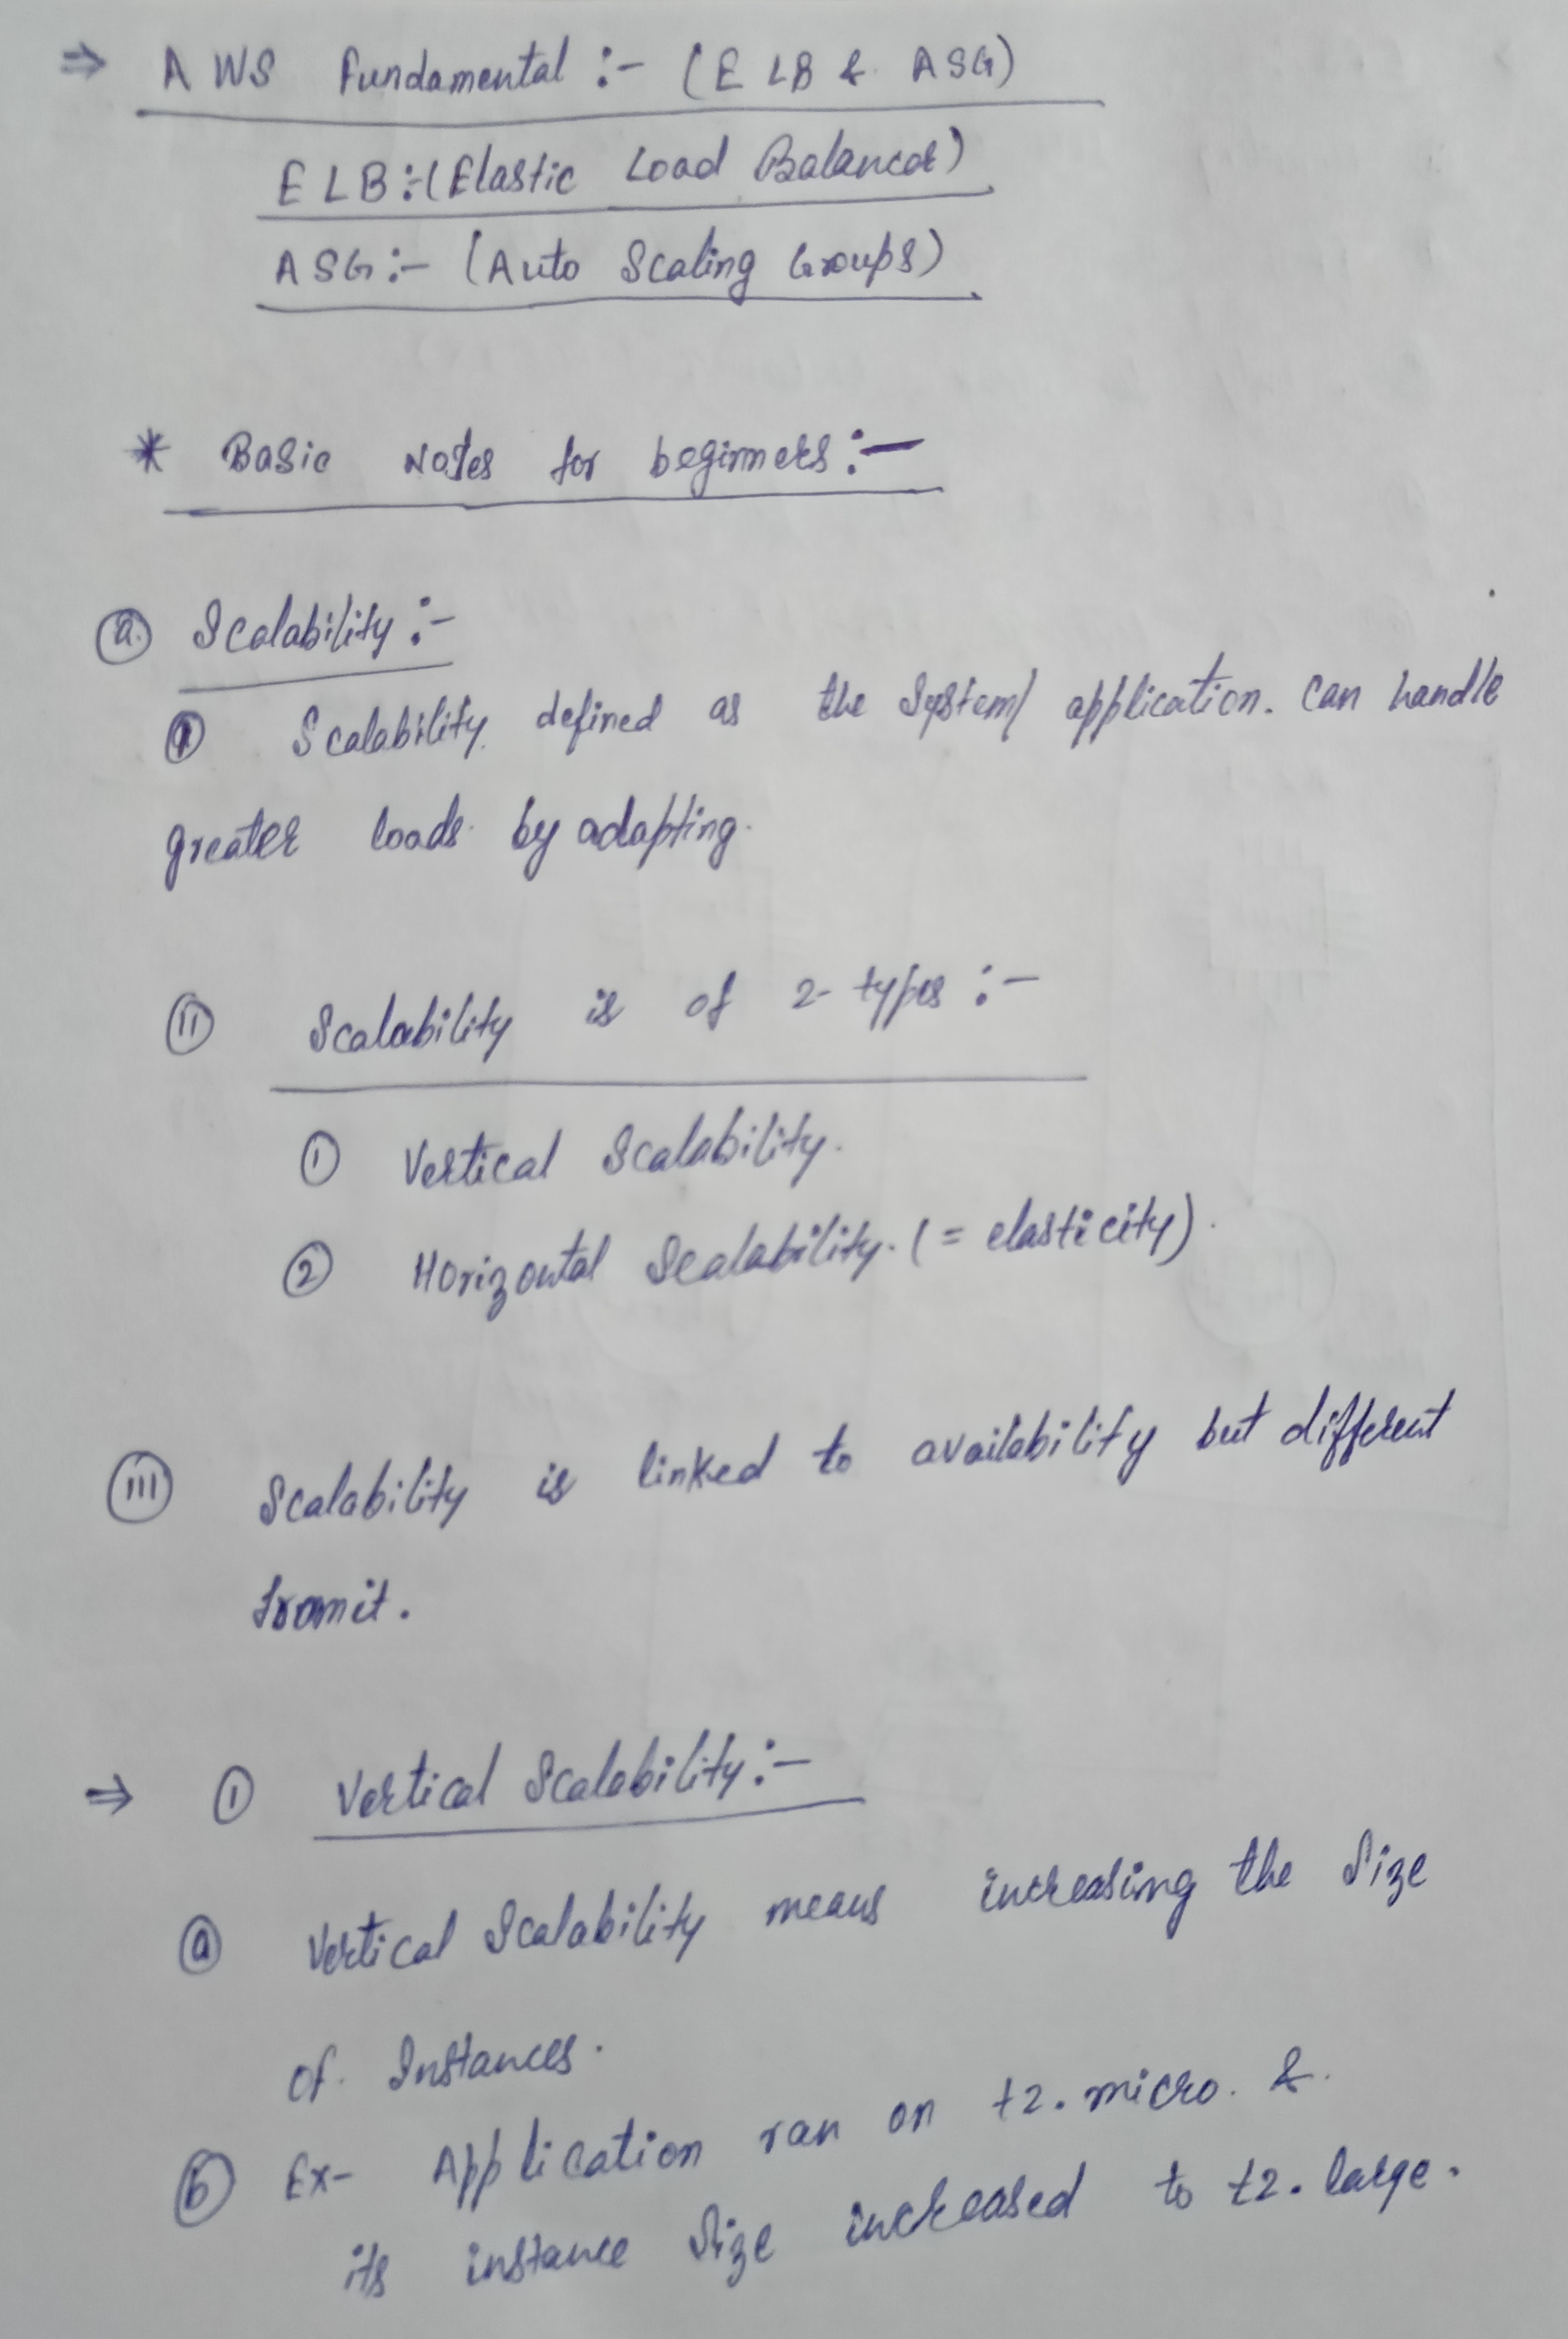 ⇒ AWS Fundamental :- (ELB & ASG)
ELB :- (Elastic Load Balancer)
ASG :- (Auto Scaling Groups)
* Basic Notes for beginners :-
(a.) Scalability :-
(i) Scalability defined as the System/ application. can handle
greater loads by adapting.
(ii) Scalability is of 2- types :-
(1) Vertical Scalability.
(2) Horizontal Scalability. ( = elasticity).
(iii) Scalability is linked to availability but different
from it.
⇒ (1) Vertical Scalability :-
(a) Vertical Scalability means increasing the Size
of Instances.
(b) Ex- Application ran on t2.micro. &
its instance Size increased to t2.large.